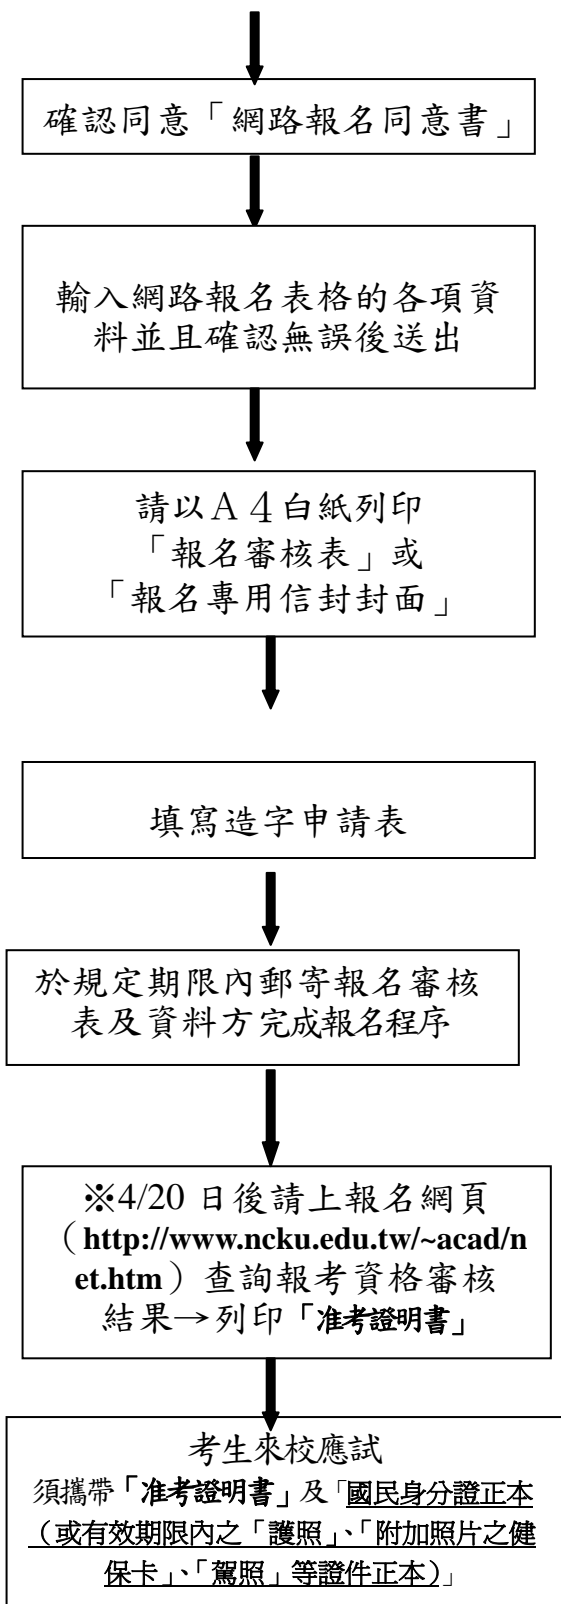 確認同意「網路報名同意書」
輸入網路報名表格的各項資
料並且確認無誤後送出
請以A4白紙列印
「報名審核表」或
「報名專用信封封面」
填寫造字申請表
於規定期限內郵寄報名審核
表及資料方完成報名程序
※4/20 日後請上報名網頁
（http://www.ncku.edu.tw/~acad/n
et.htm）查詢報考資格審核
結果→列印「准考證明書」
考生來校應試
須攜帶「准考證明書」及「國民身分證正本
（或有效期限內之「護照」、「附加照片之健
保卡」、「駕照」等證件正本）」